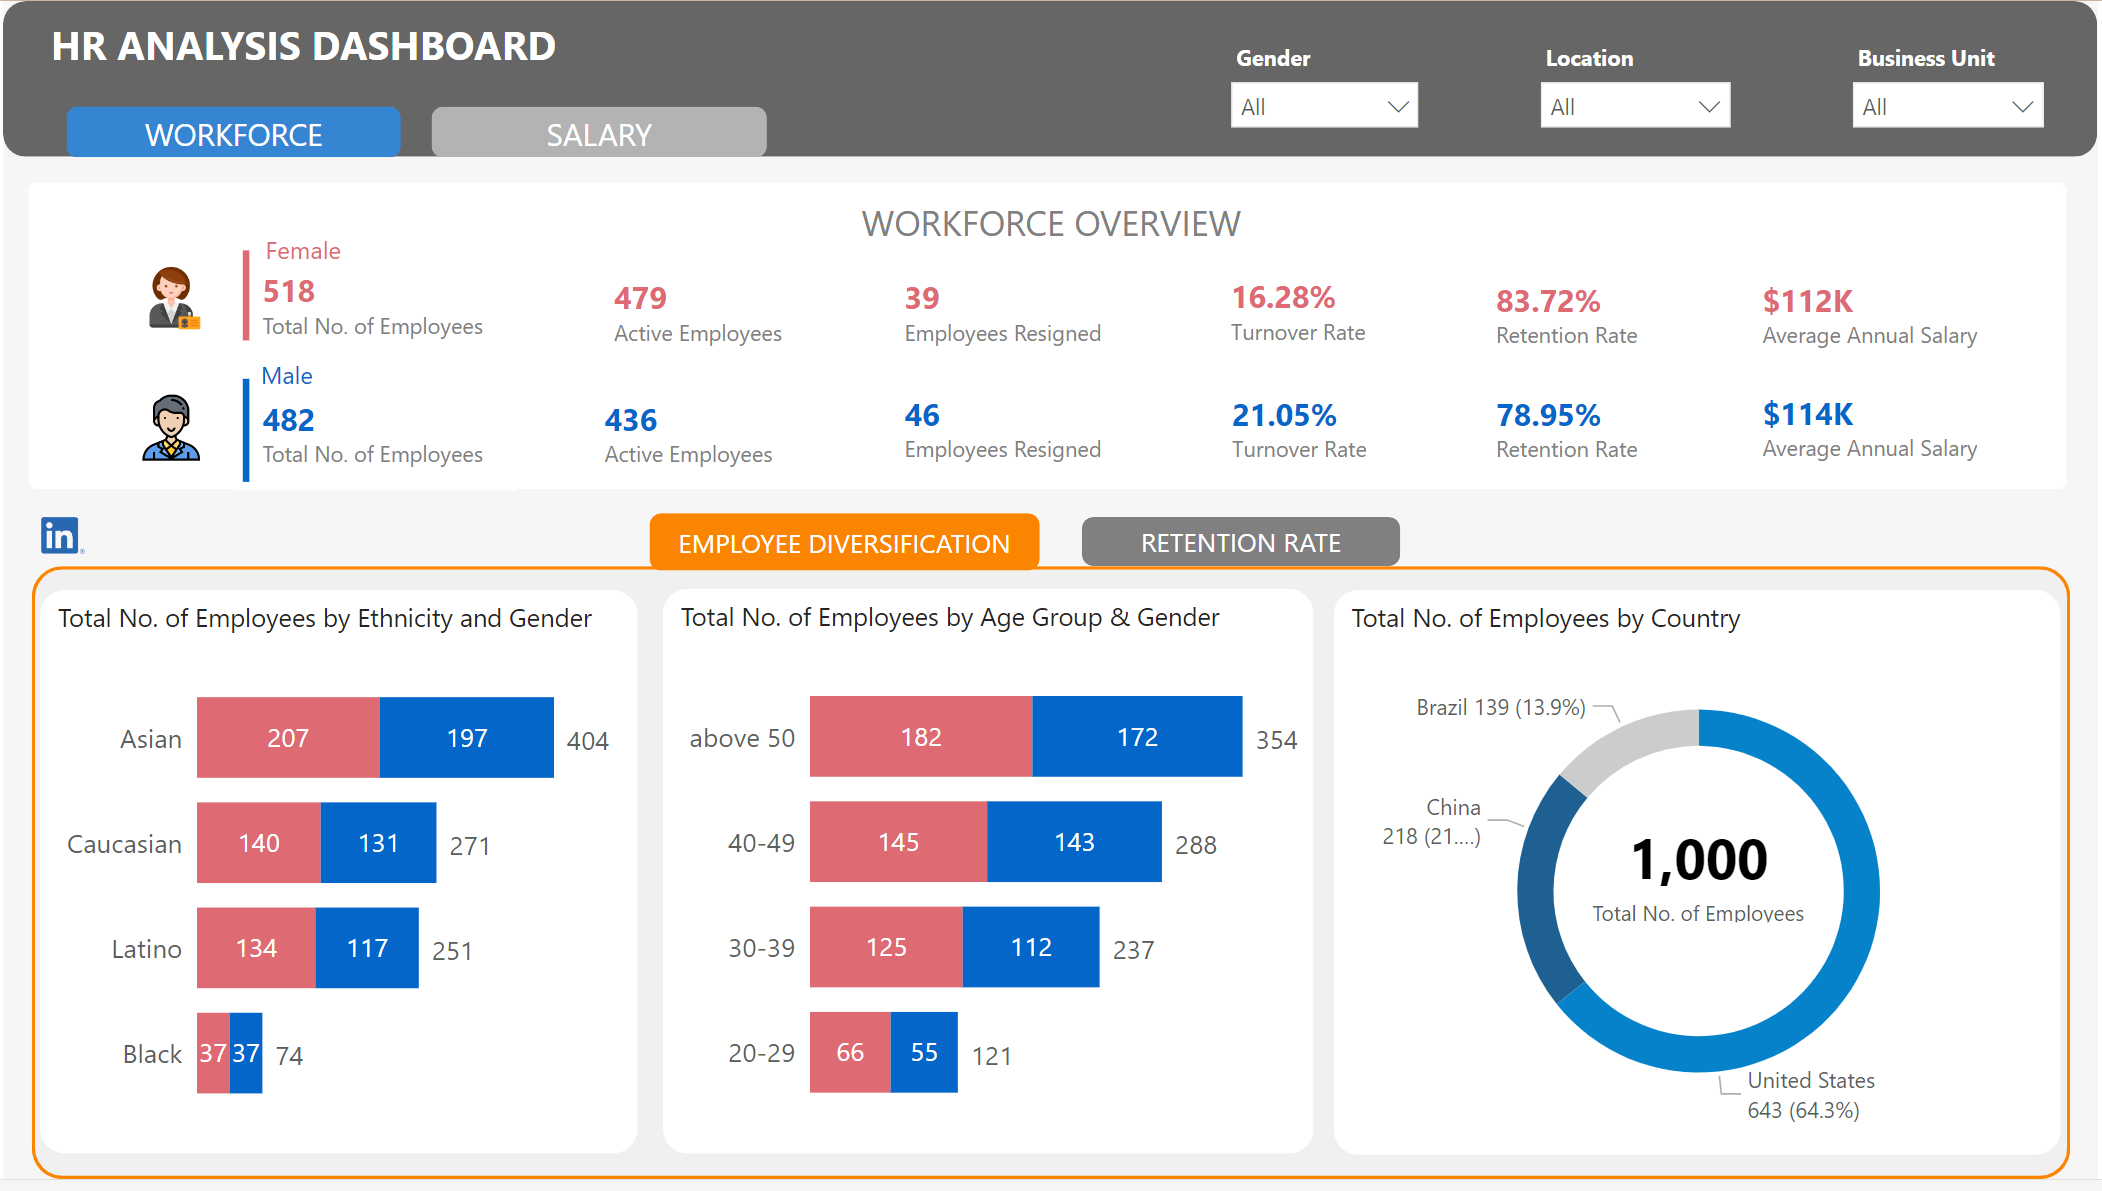 HR ANALYSIS DASHBOARD
Gender
Location
Business Unit
All
All
All
WORKFORCE
SALARY
WORKFORCE OVERVIEW
Female
518
Total No. of Employees
479
Active Employees
39
Employees Resigned
16.28%
Turnover Rate
83.72%
Retention Rate
$112K
Average Annual Salary
Male
482
Total No. of Employees
436
Active Employees
46
Employees Resigned
21.05%
Turnover Rate
78.95%
Retention Rate
$114K
Average Annual Salary
in
EMPLOYEE DIVERSIFICATION
RETENTION RATE
Total No. of Employees by Ethnicity and Gender
Asian 207 197 404
Caucasian 140 131 271
Latino 134 117 251
Black 37 37 74
Total No. of Employees by Age Group & Gender
above 50 182 172 354
40-49 145 143 288
30-39 125 112 237
20-29 66 55 121
Total No. of Employees by Country
Brazil 139 (13.9%)
China
218 (21....)
1,000
Total No. of Employees
United States
643 (64.3%)